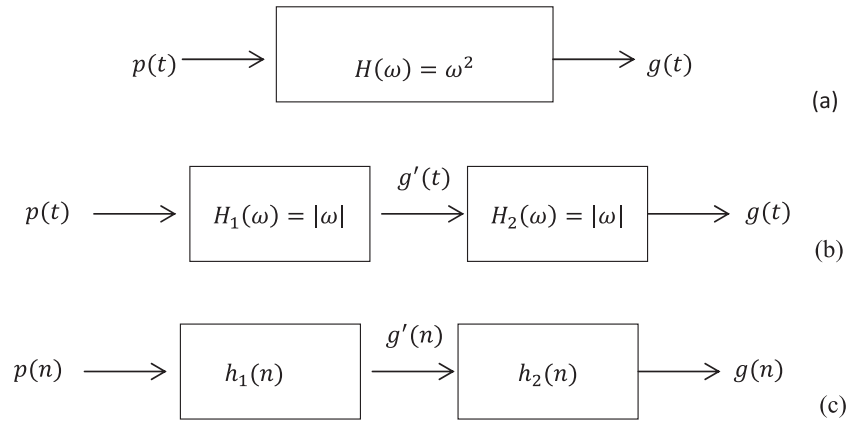 p(t) H(ω) = ω² g(t)
(a)
g′(t)
p(t) H₁(ω) = |ω| H₂(ω) = |ω| g(t)
(b)
g′(n)
p(n) h₁(n) h₂(n) g(n)
(c)